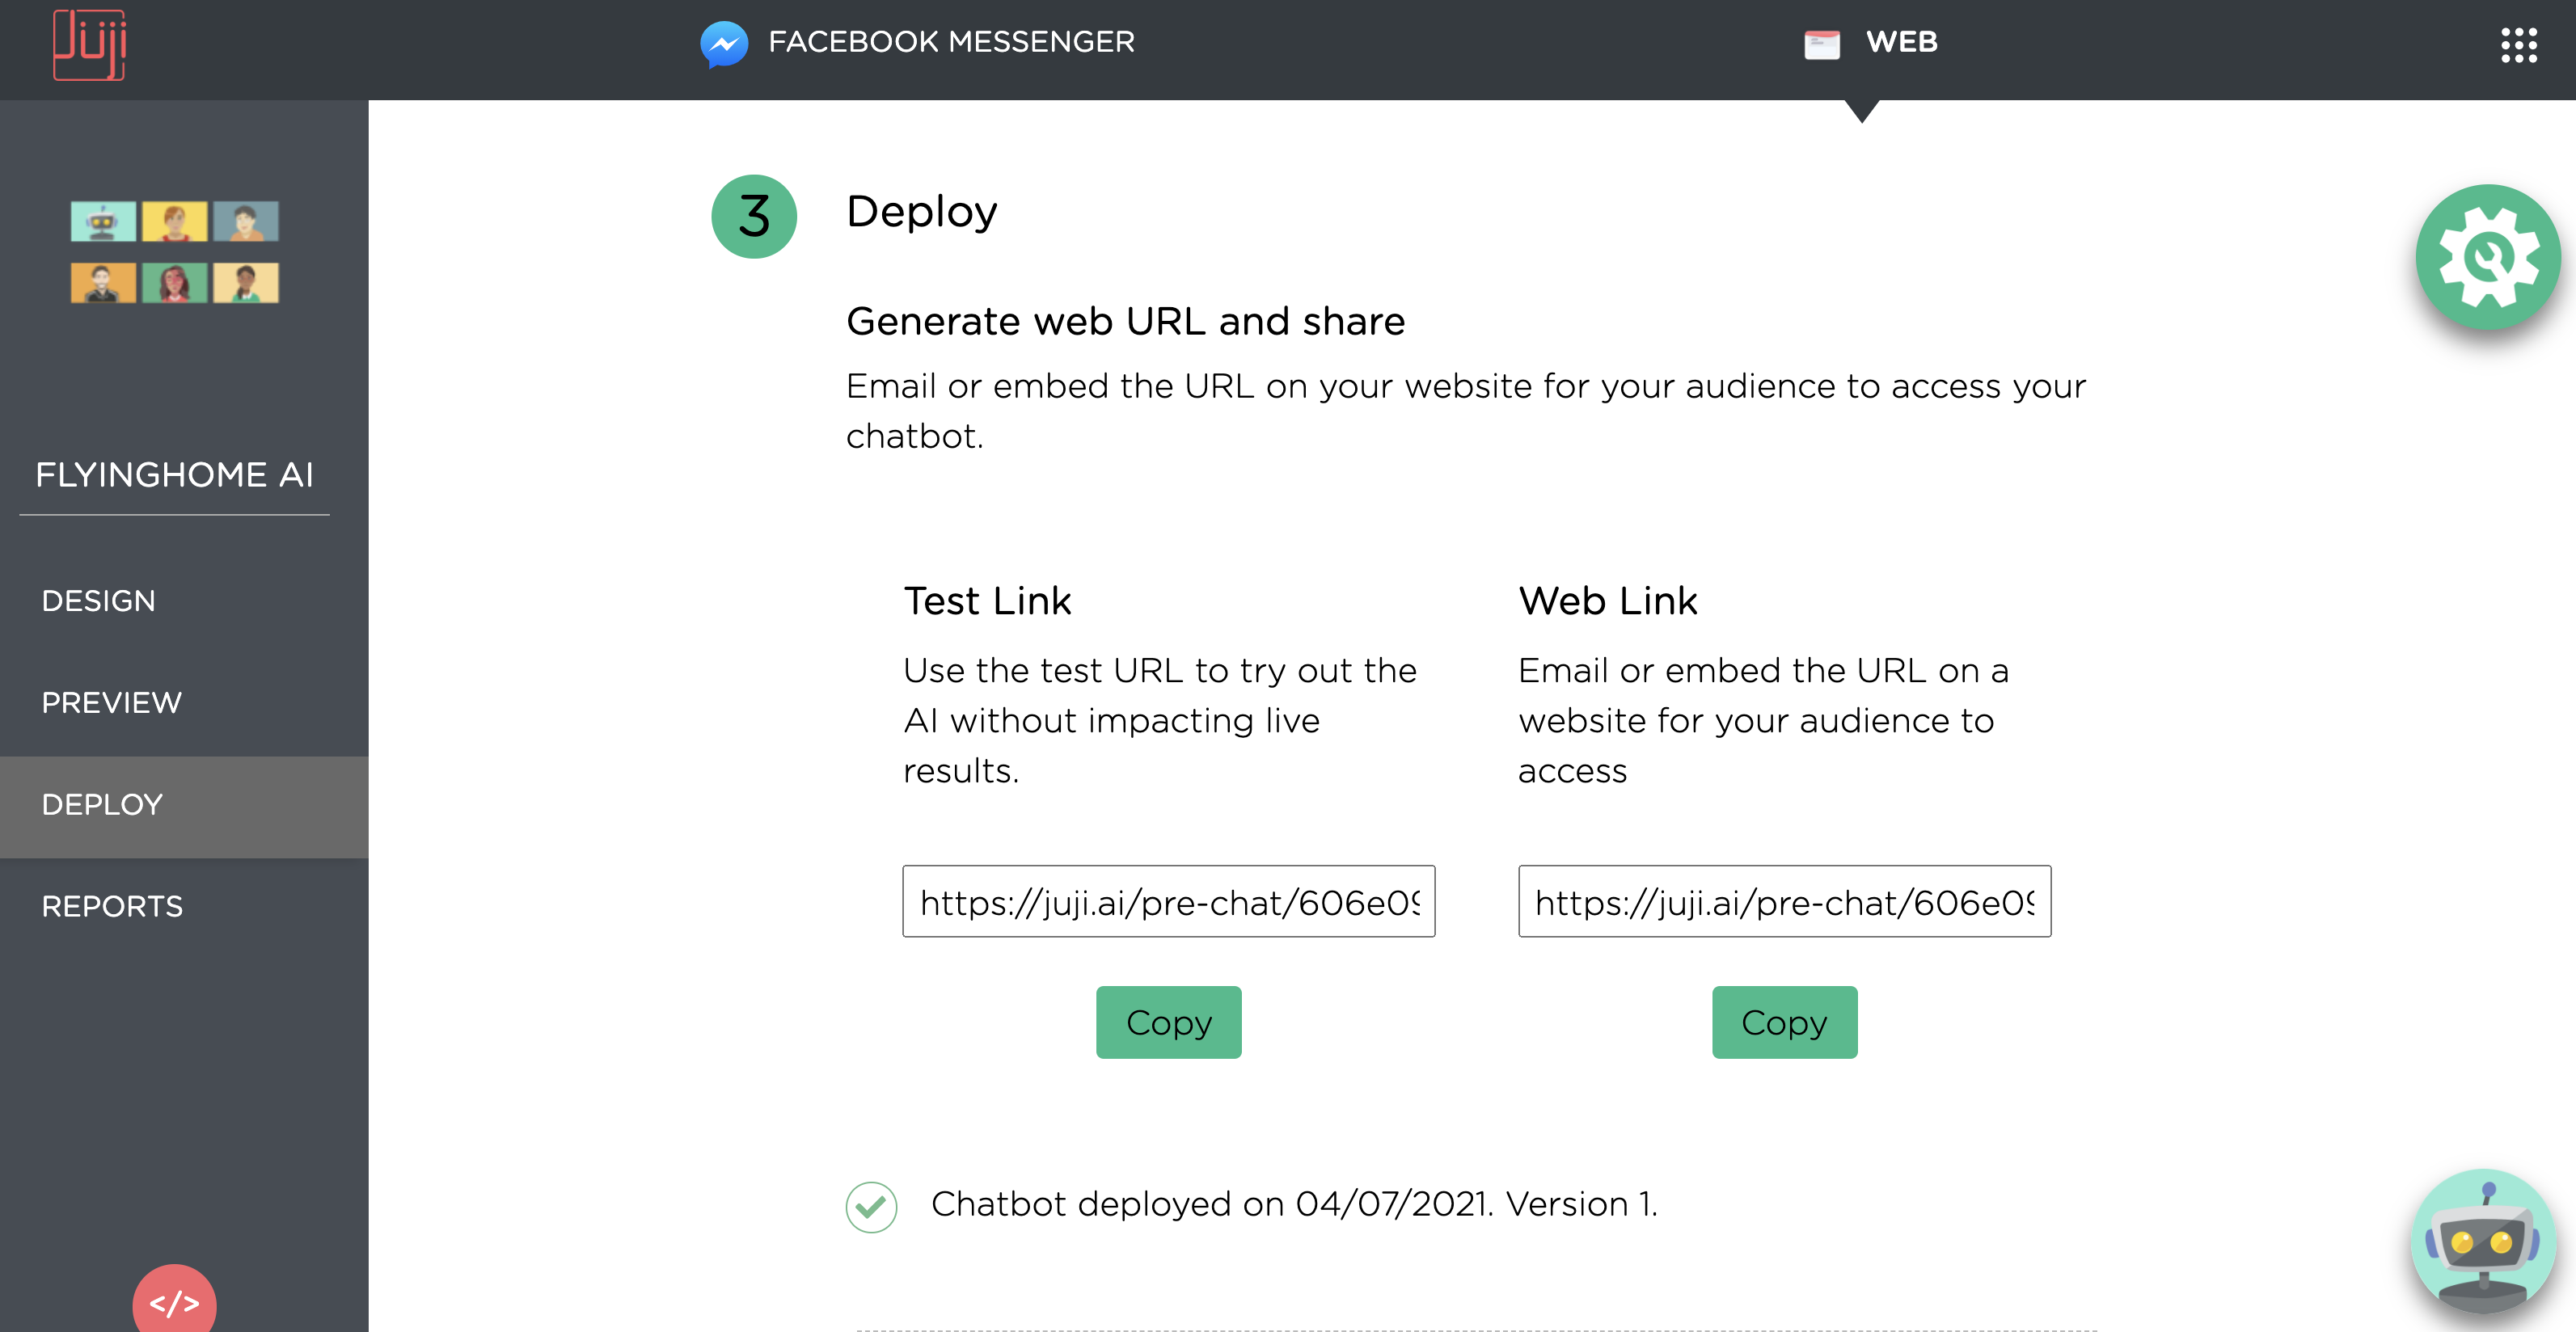 Juji
FACEBOOK MESSENGER
WEB
FLYINGHOME AI
DESIGN
PREVIEW
DEPLOY
REPORTS
</>
3
Deploy
Generate web URL and share
Email or embed the URL on your website for your audience to access your
chatbot.
Test Link
Use the test URL to try out the
AI without impacting live
results.
https://juji.ai/pre-chat/606e09
Copy
Web Link
Email or embed the URL on a
website for your audience to
access
https://juji.ai/pre-chat/606e09
Copy
Chatbot deployed on 04/07/2021. Version 1.